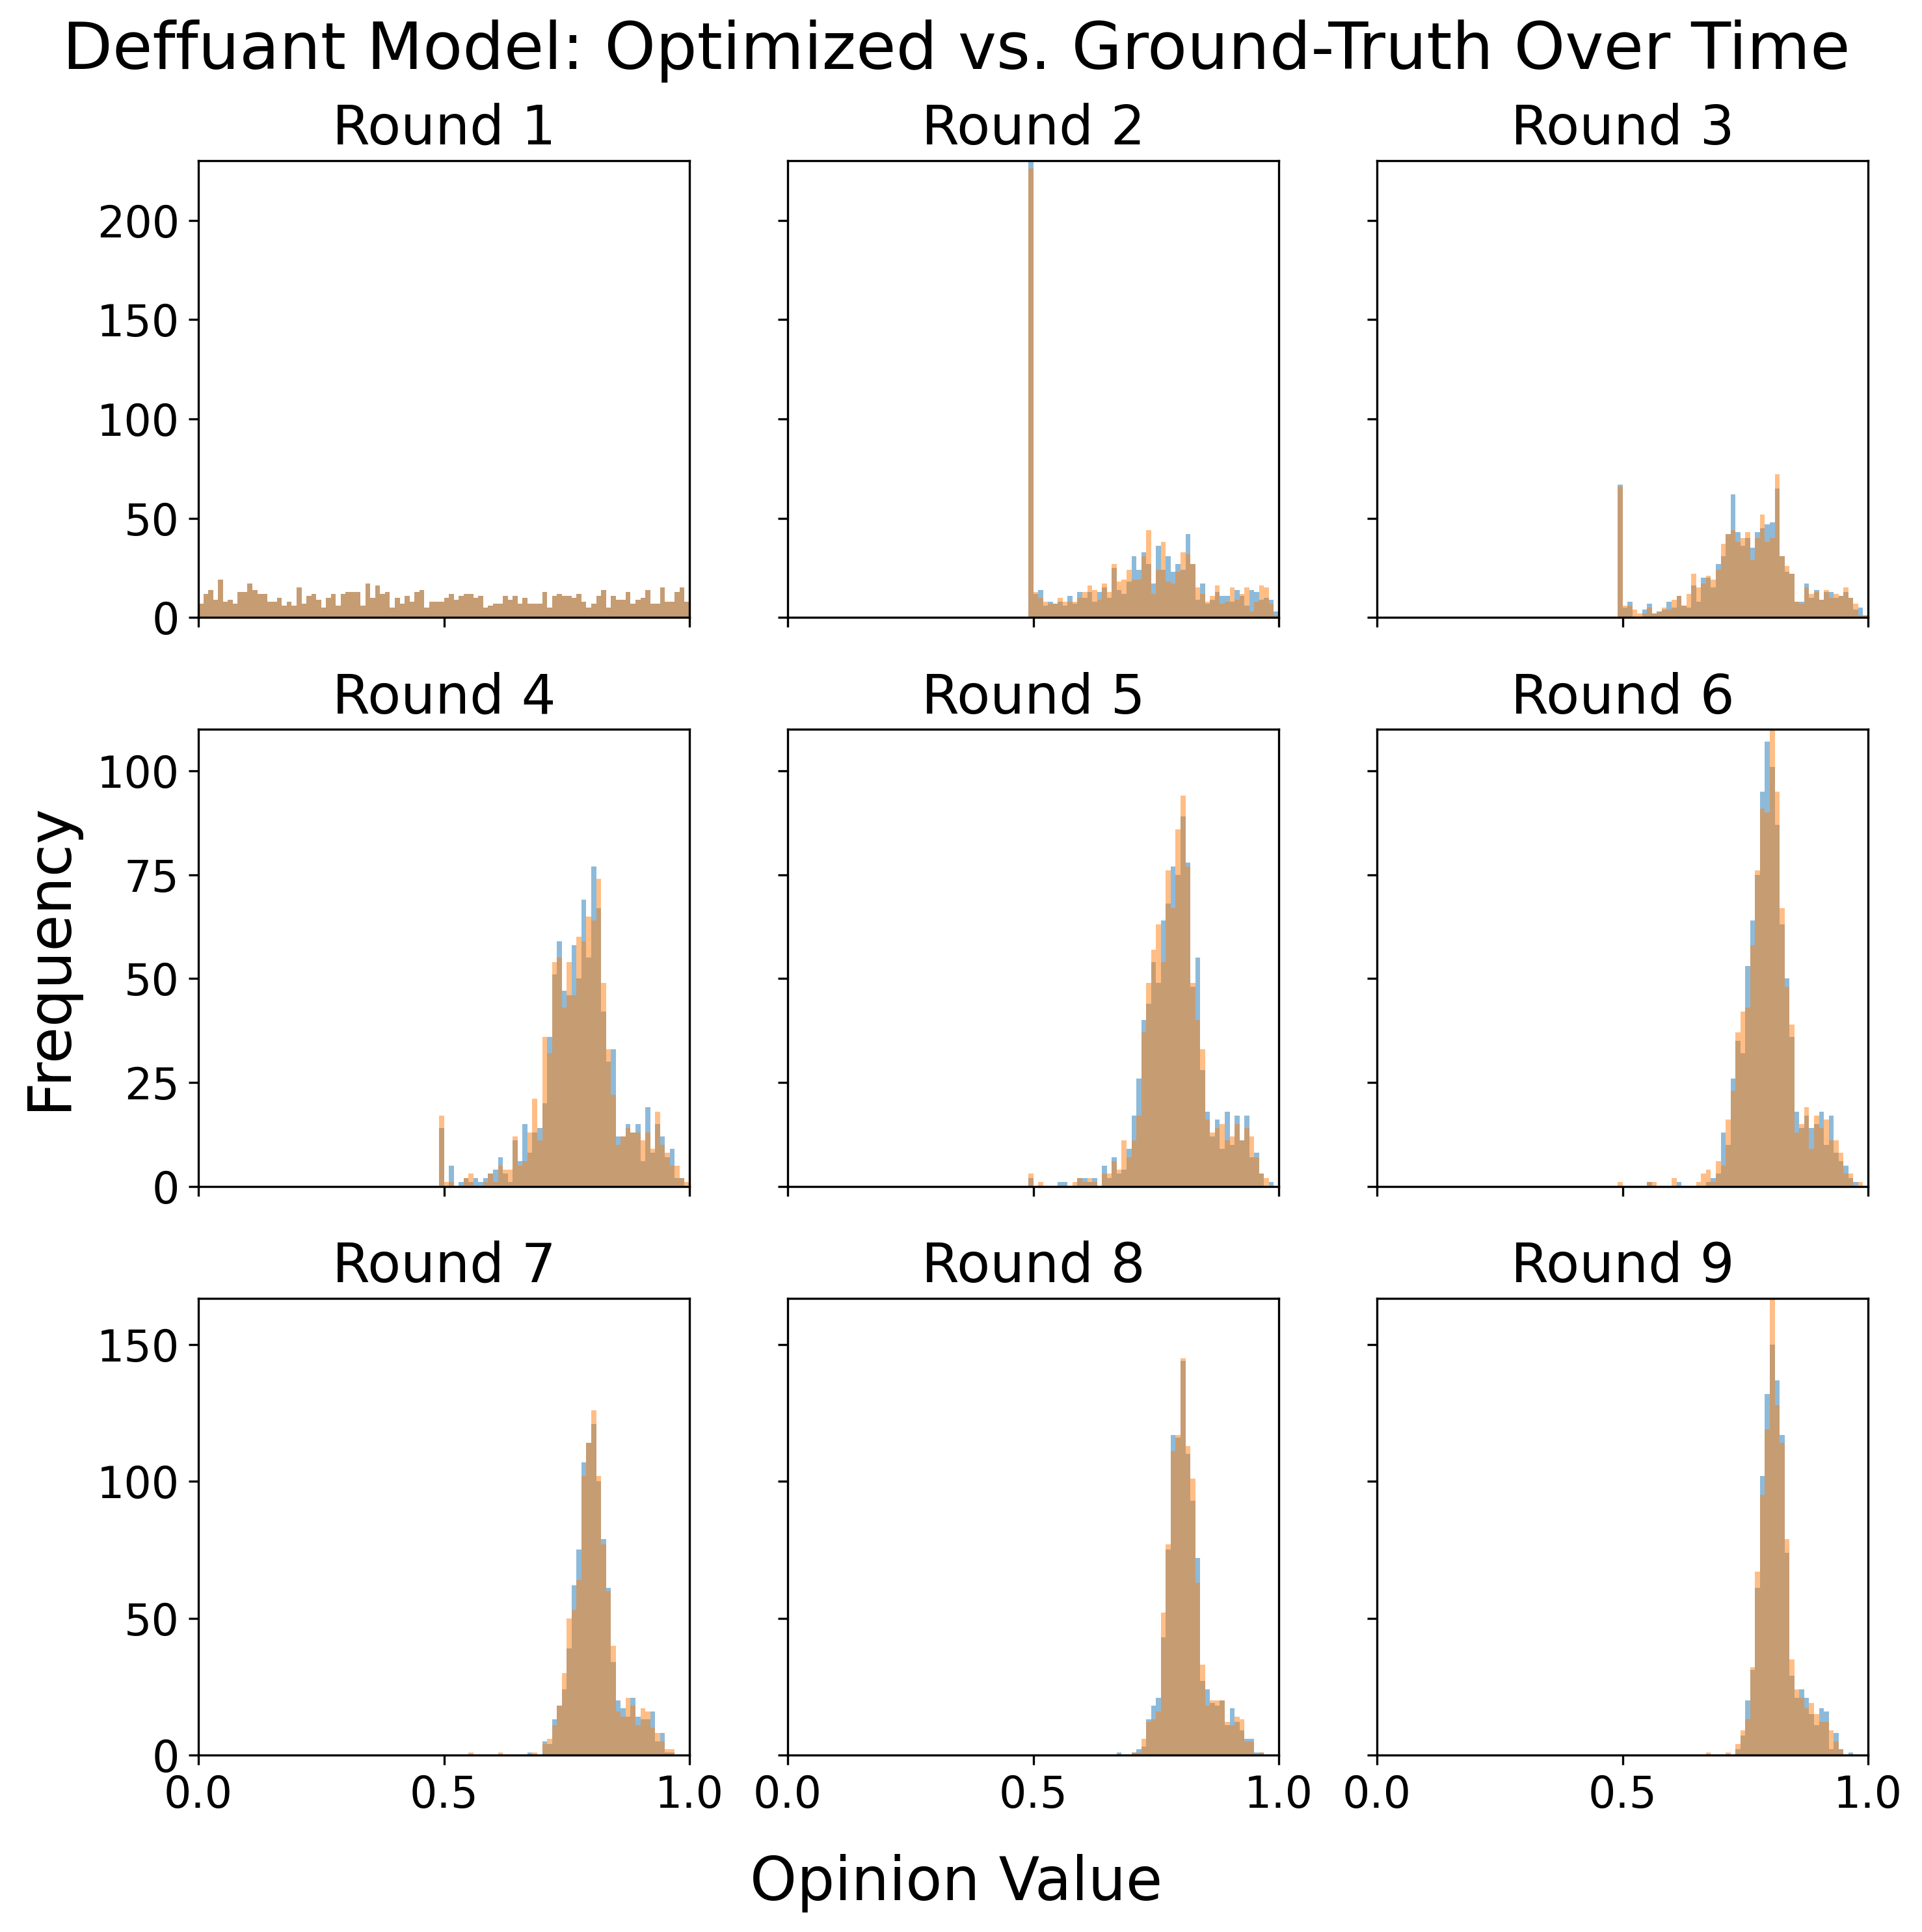 Deffuant Model: Optimized vs. Ground-Truth Over Time
Round 1
Round 2
Round 3
200
150
100
50
0
Round 4
Round 5
Round 6
100
75
50
25
0
Frequency
Round 7
Round 8
Round 9
150
100
50
0
0.0 0.5 1.0 0.0 0.5 1.0 0.0 0.5 1.0
Opinion Value